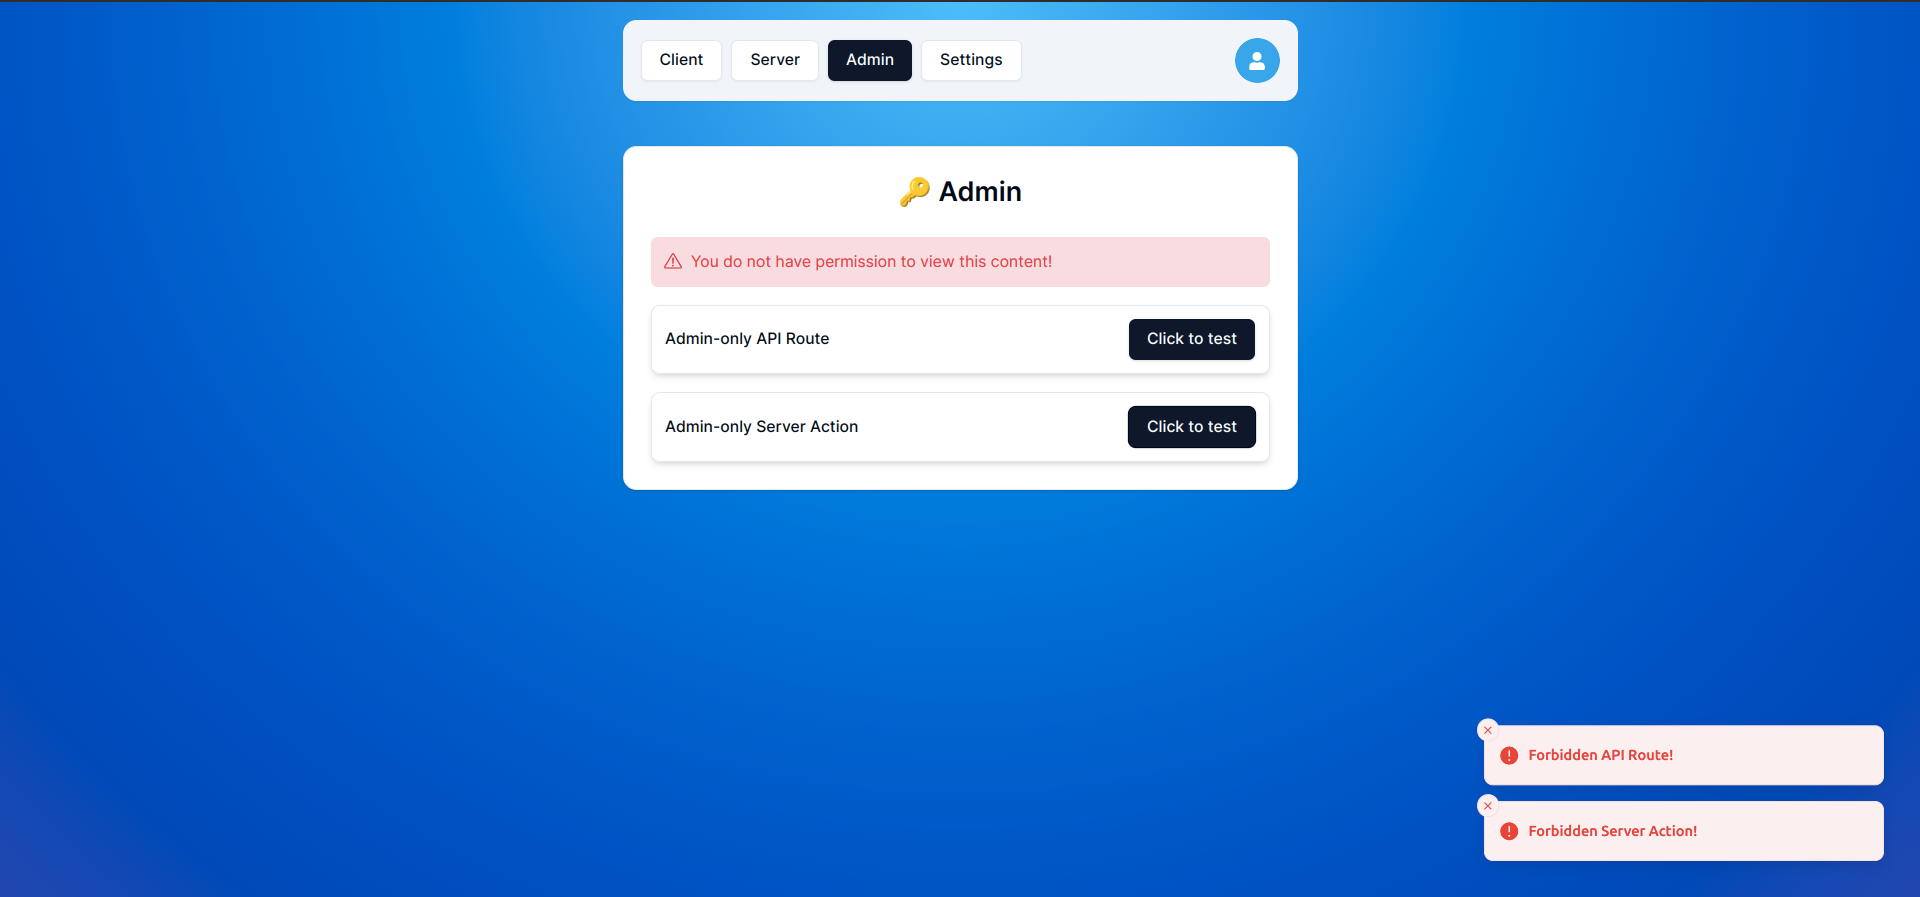 Client
Server
Admin
Settings
🔑 Admin
You do not have permission to view this content!
Admin-only API Route
Click to test
Admin-only Server Action
Click to test
Forbidden API Route!
Forbidden Server Action!